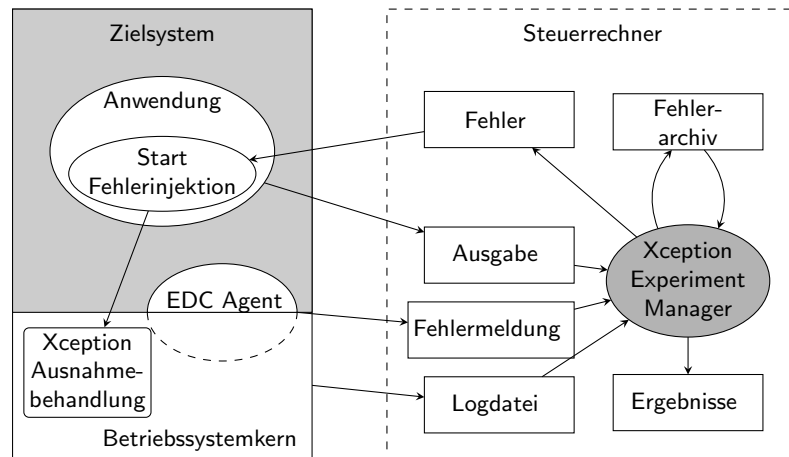 Zielsystem
Anwendung
Start
Fehlerinjektion
EDC Agent
Xception
Ausnahme-
behandlung
Betriebssystemkern
Steuerrechner
Fehler
Fehler-
archiv
Ausgabe
Xception
Experiment
Manager
Fehlermeldung
Logdatei
Ergebnisse